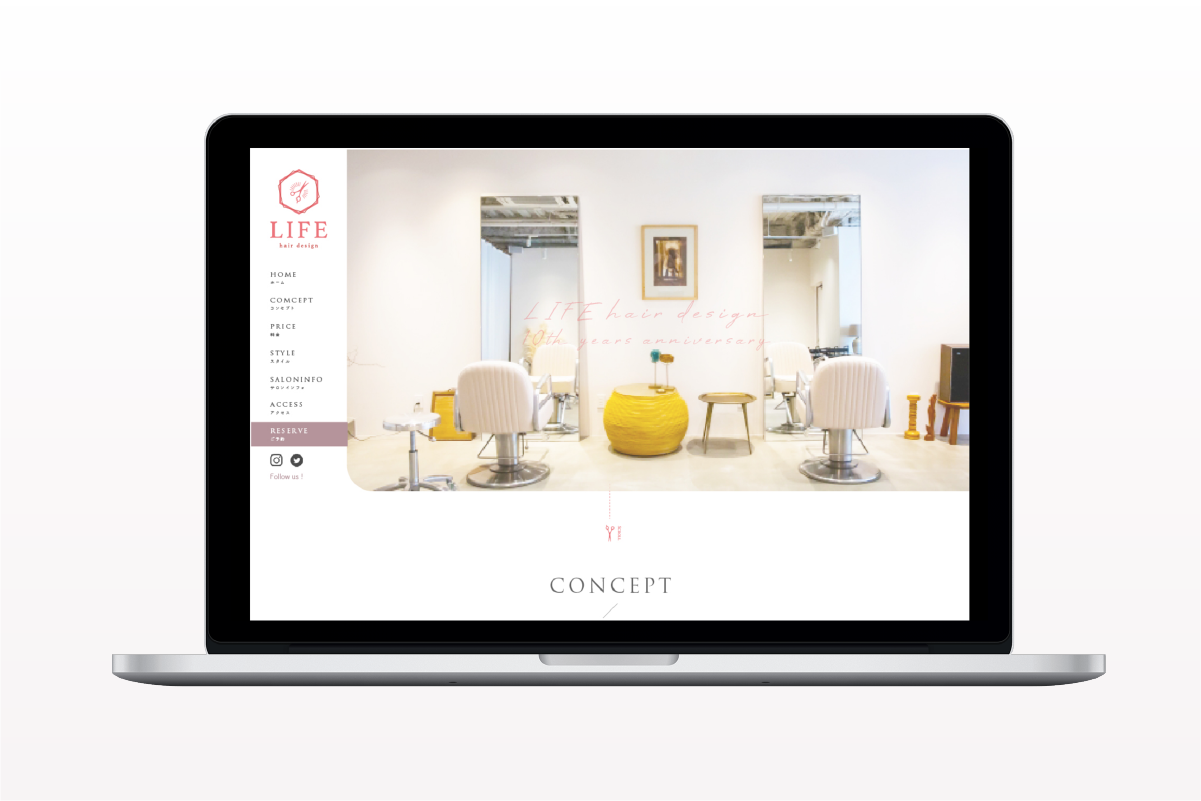 LIFE
hair design
HOME
ホーム
COMCEPT
コンセプト
PRICE
料金
STYLE
スタイル
SALONINFO
サロンインフォ
ACCESS
アクセス
RESERVE
ご予約
Follow us !
LIFE hair design
10th years anniversary
CONCEPT